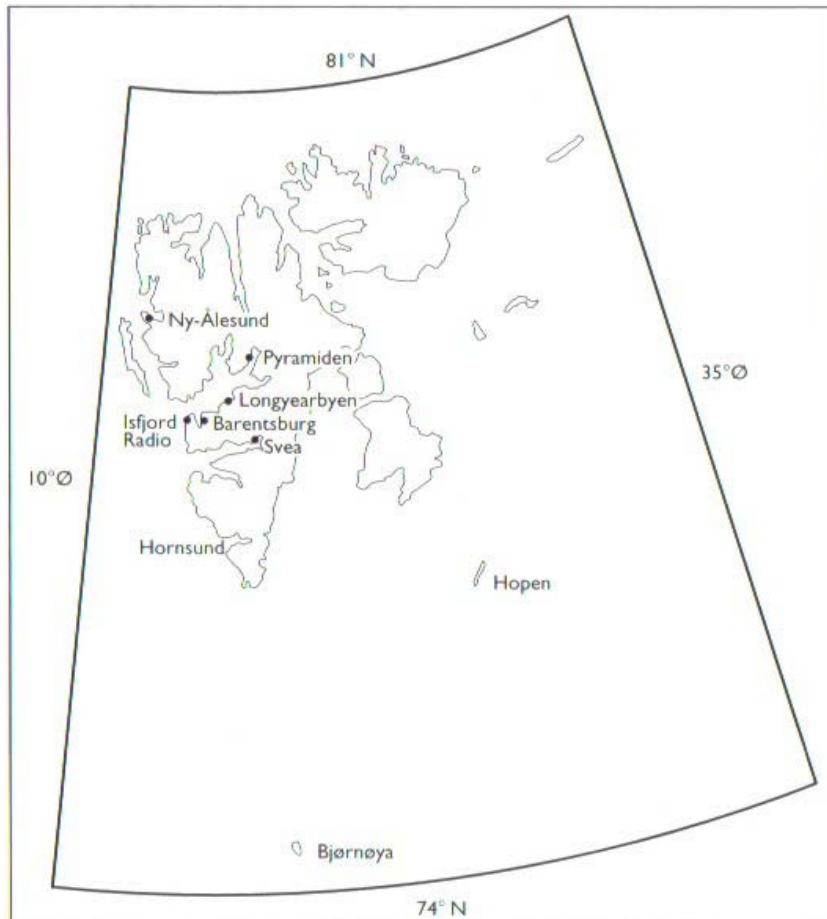 81° N
Ny-Ålesund
Pyramiden
Longyearbyen
Isfjord
Radio
Barentsburg
Svea
35°Ø
10°Ø
Hornsund
Hopen
Bjørnøya
74° N